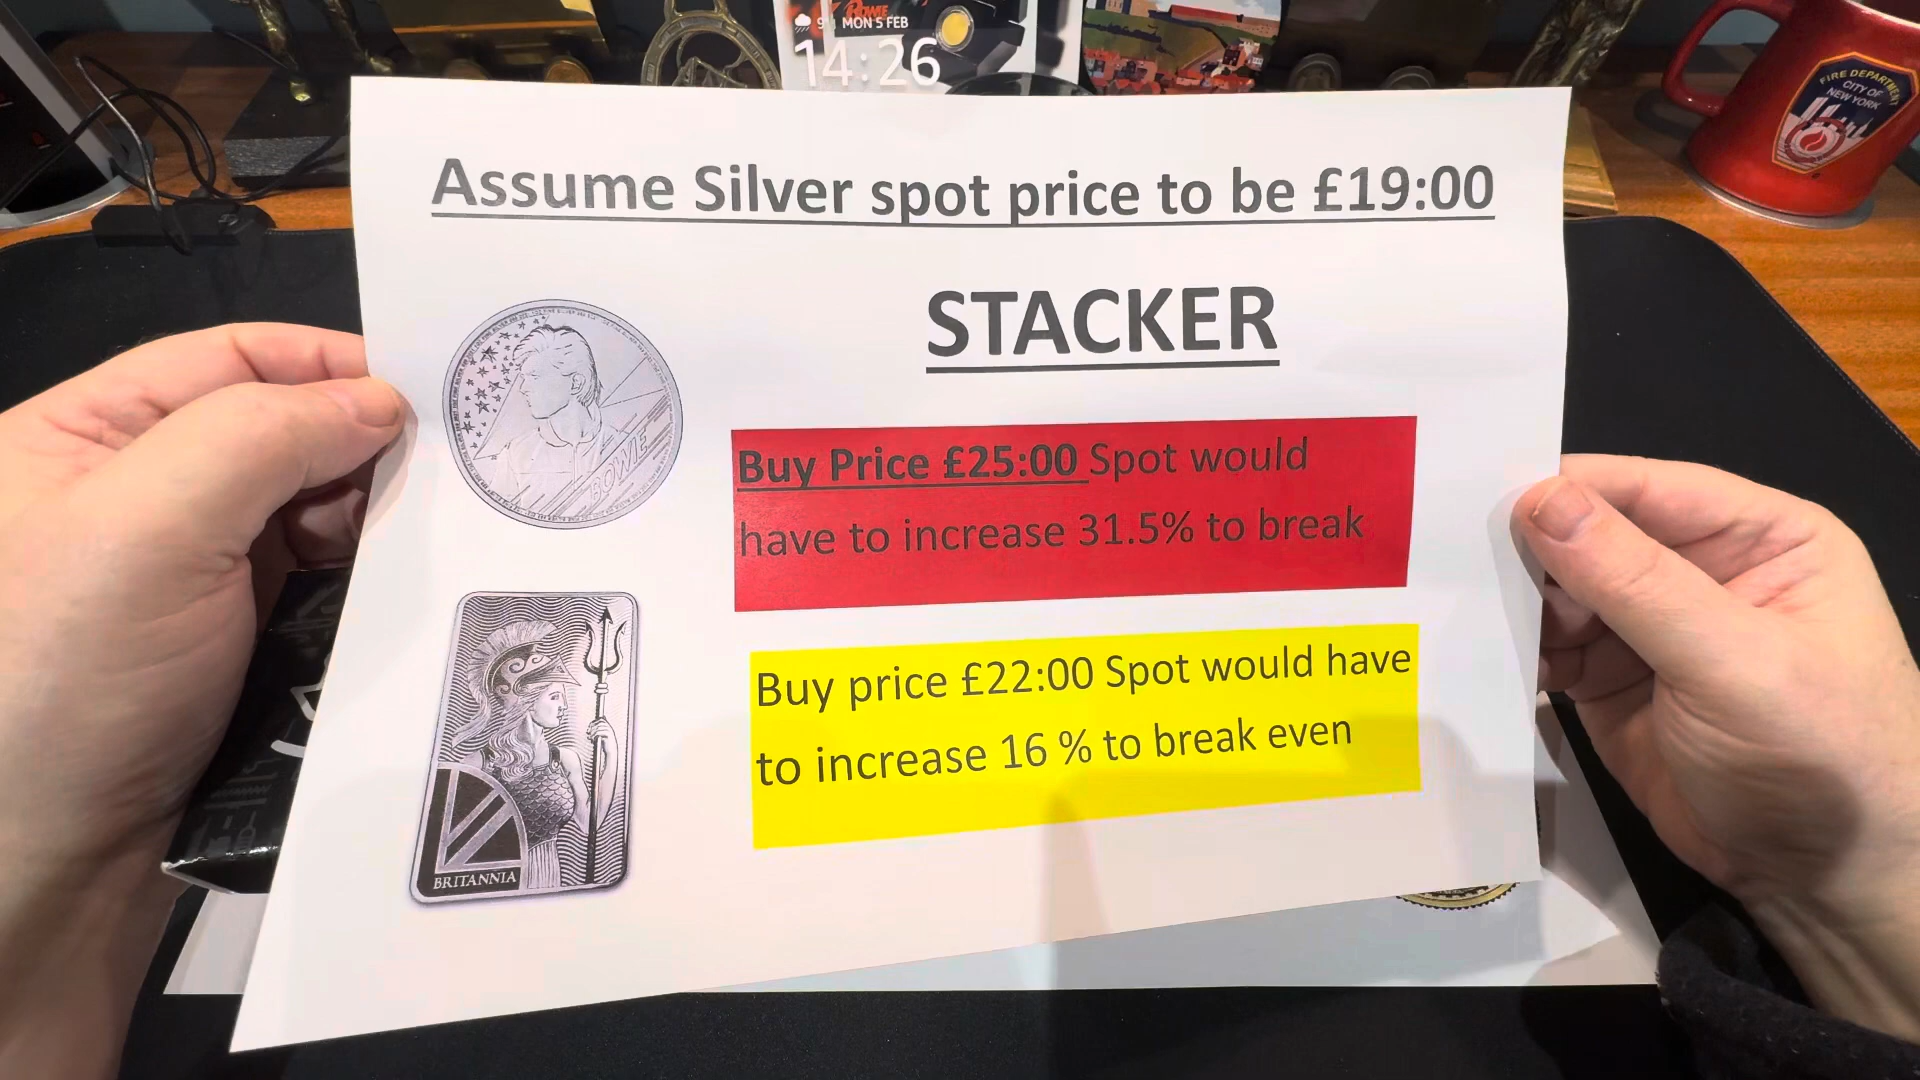 MON 5 FEB
14:26
FIRE DEPARTMENT
CITY OF
NEW YORK
Assume Silver spot price to be £19:00
STACKER
BOWIE
Buy Price £25:00 Spot would
have to increase 31.5% to break
Buy price £22:00 Spot would have
to increase 16 % to break even
BRITANNIA